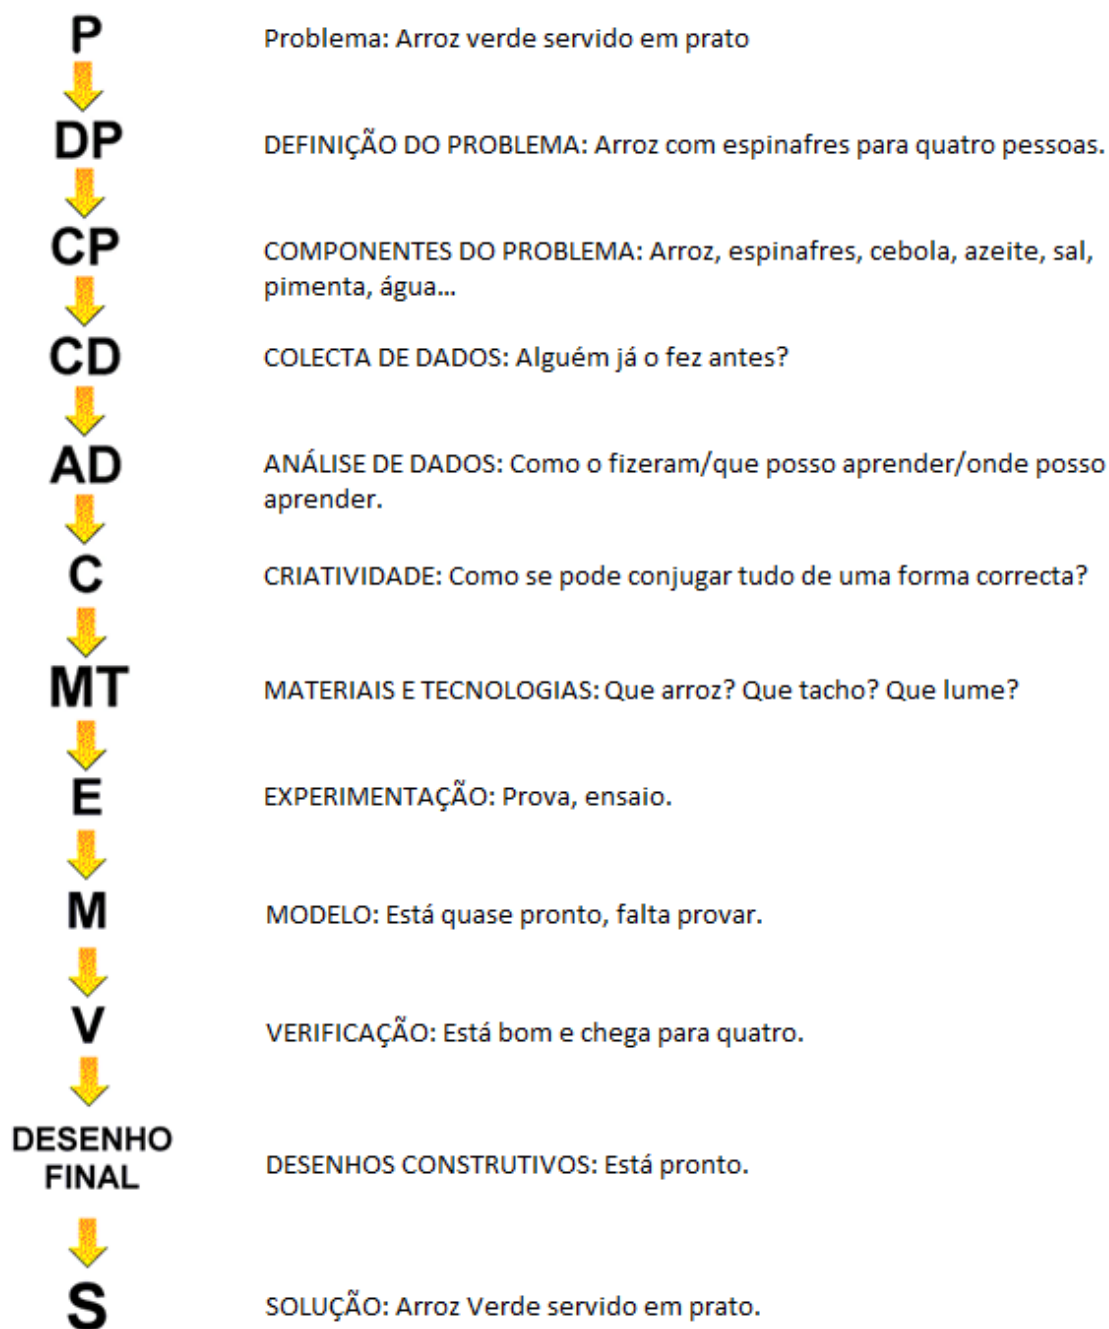 P
Problema: Arroz verde servido em prato
DP
DEFINIÇÃO DO PROBLEMA: Arroz com espinafres para quatro pessoas.
CP
COMPONENTES DO PROBLEMA: Arroz, espinafres, cebola, azeite, sal,
pimenta, água...
CD
COLECTA DE DADOS: Alguém já o fez antes?
AD
ANÁLISE DE DADOS: Como o fizeram/que posso aprender/onde posso
aprender.
C
CRIATIVIDADE: Como se pode conjugar tudo de uma forma correcta?
MT
MATERIAIS E TECNOLOGIAS: Que arroz? Que tacho? Que lume?
E
EXPERIMENTAÇÃO: Prova, ensaio.
M
MODELO: Está quase pronto, falta provar.
V
VERIFICAÇÃO: Está bom e chega para quatro.
DESENHO
FINAL
DESENHOS CONSTRUTIVOS: Está pronto.
S
SOLUÇÃO: Arroz Verde servido em prato.